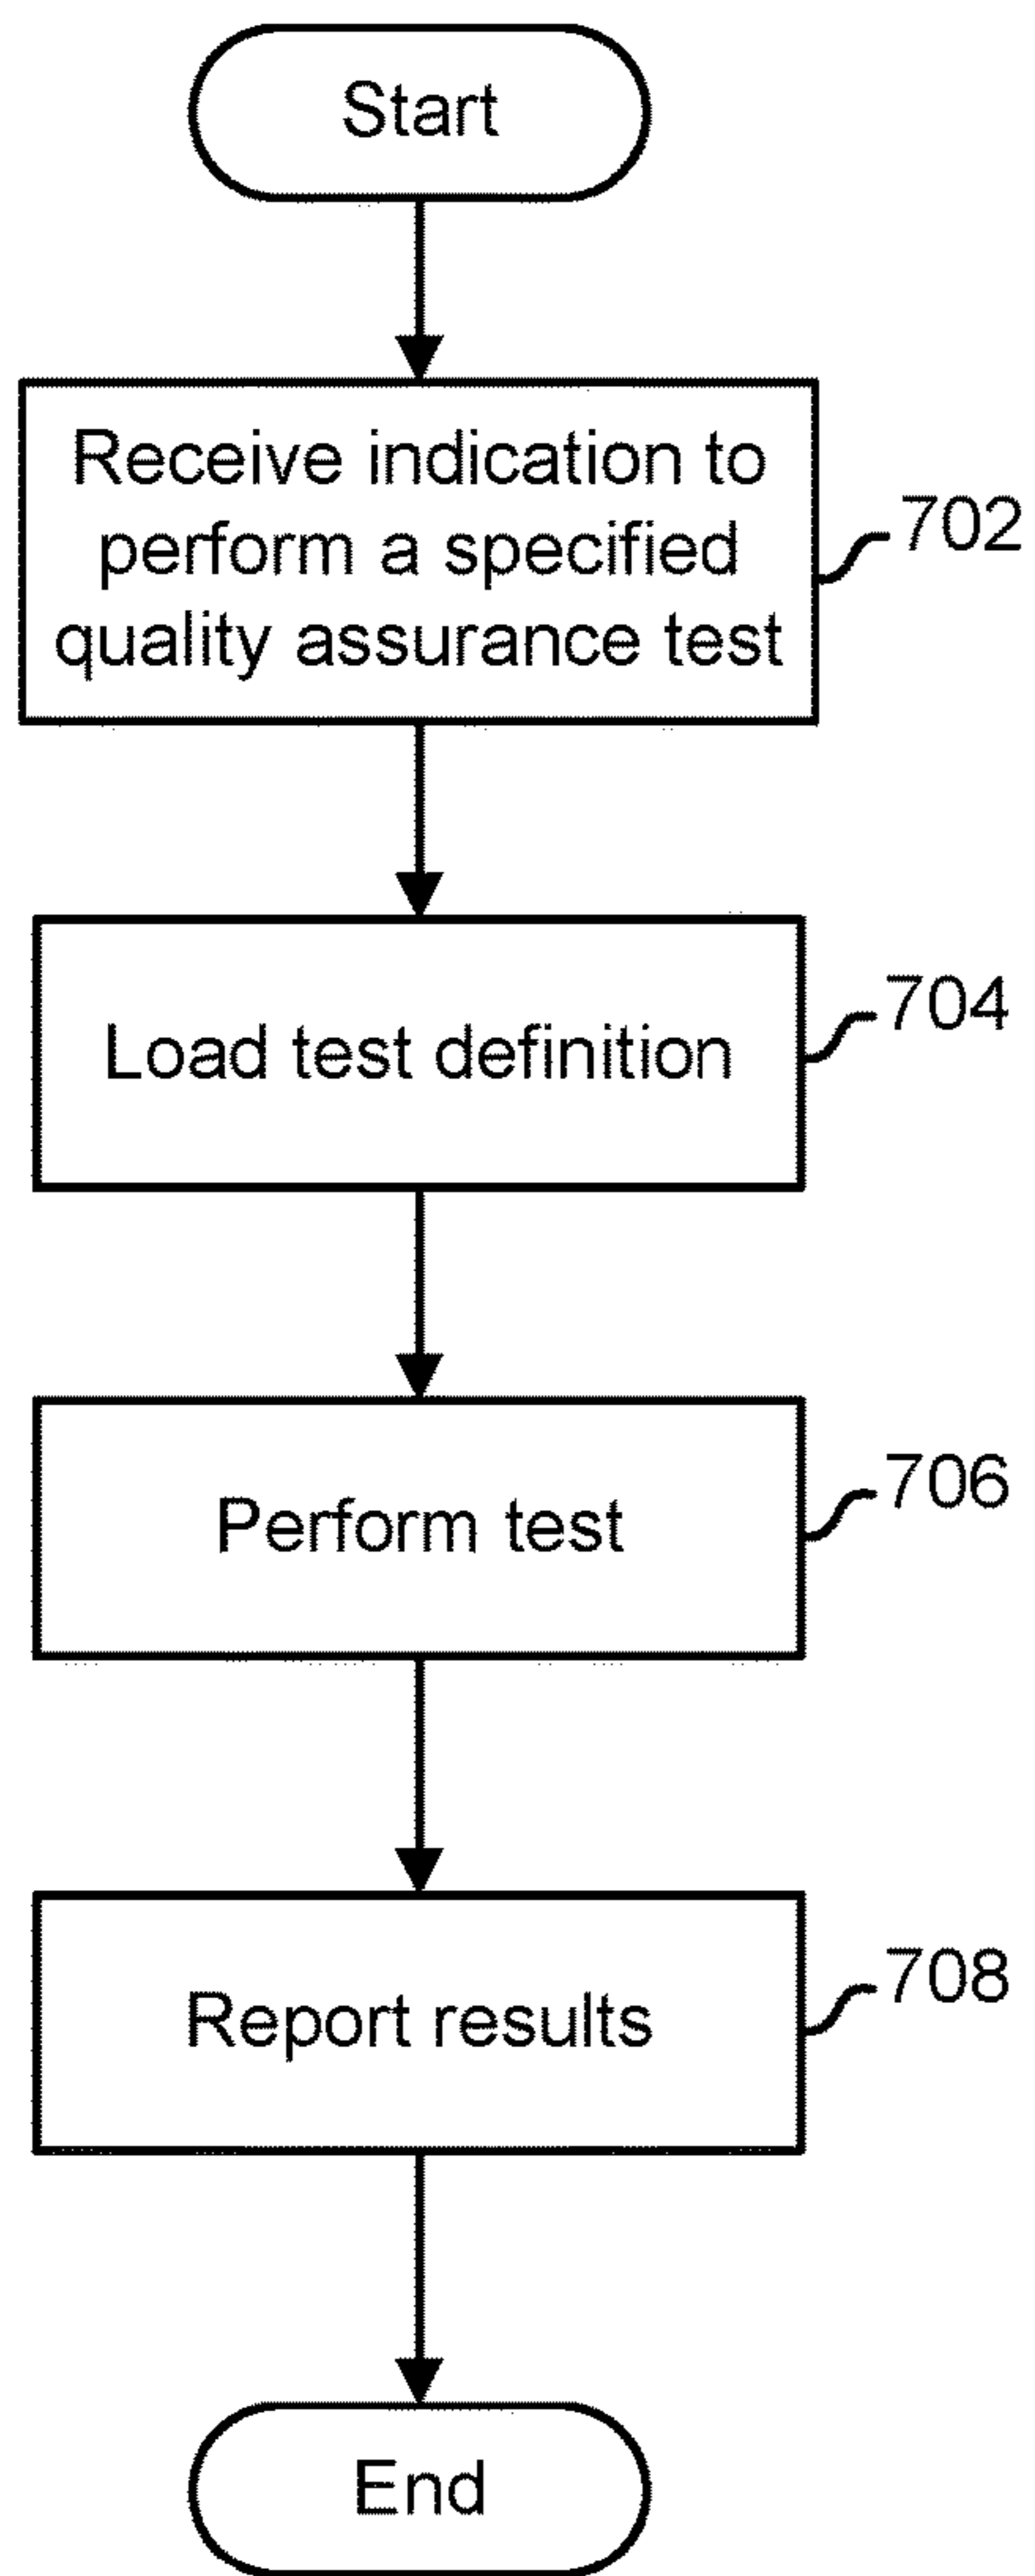 Start
Receive indication to
perform a specified
quality assurance test
702
Load test definition
704
Perform test
706
Report results
708
End